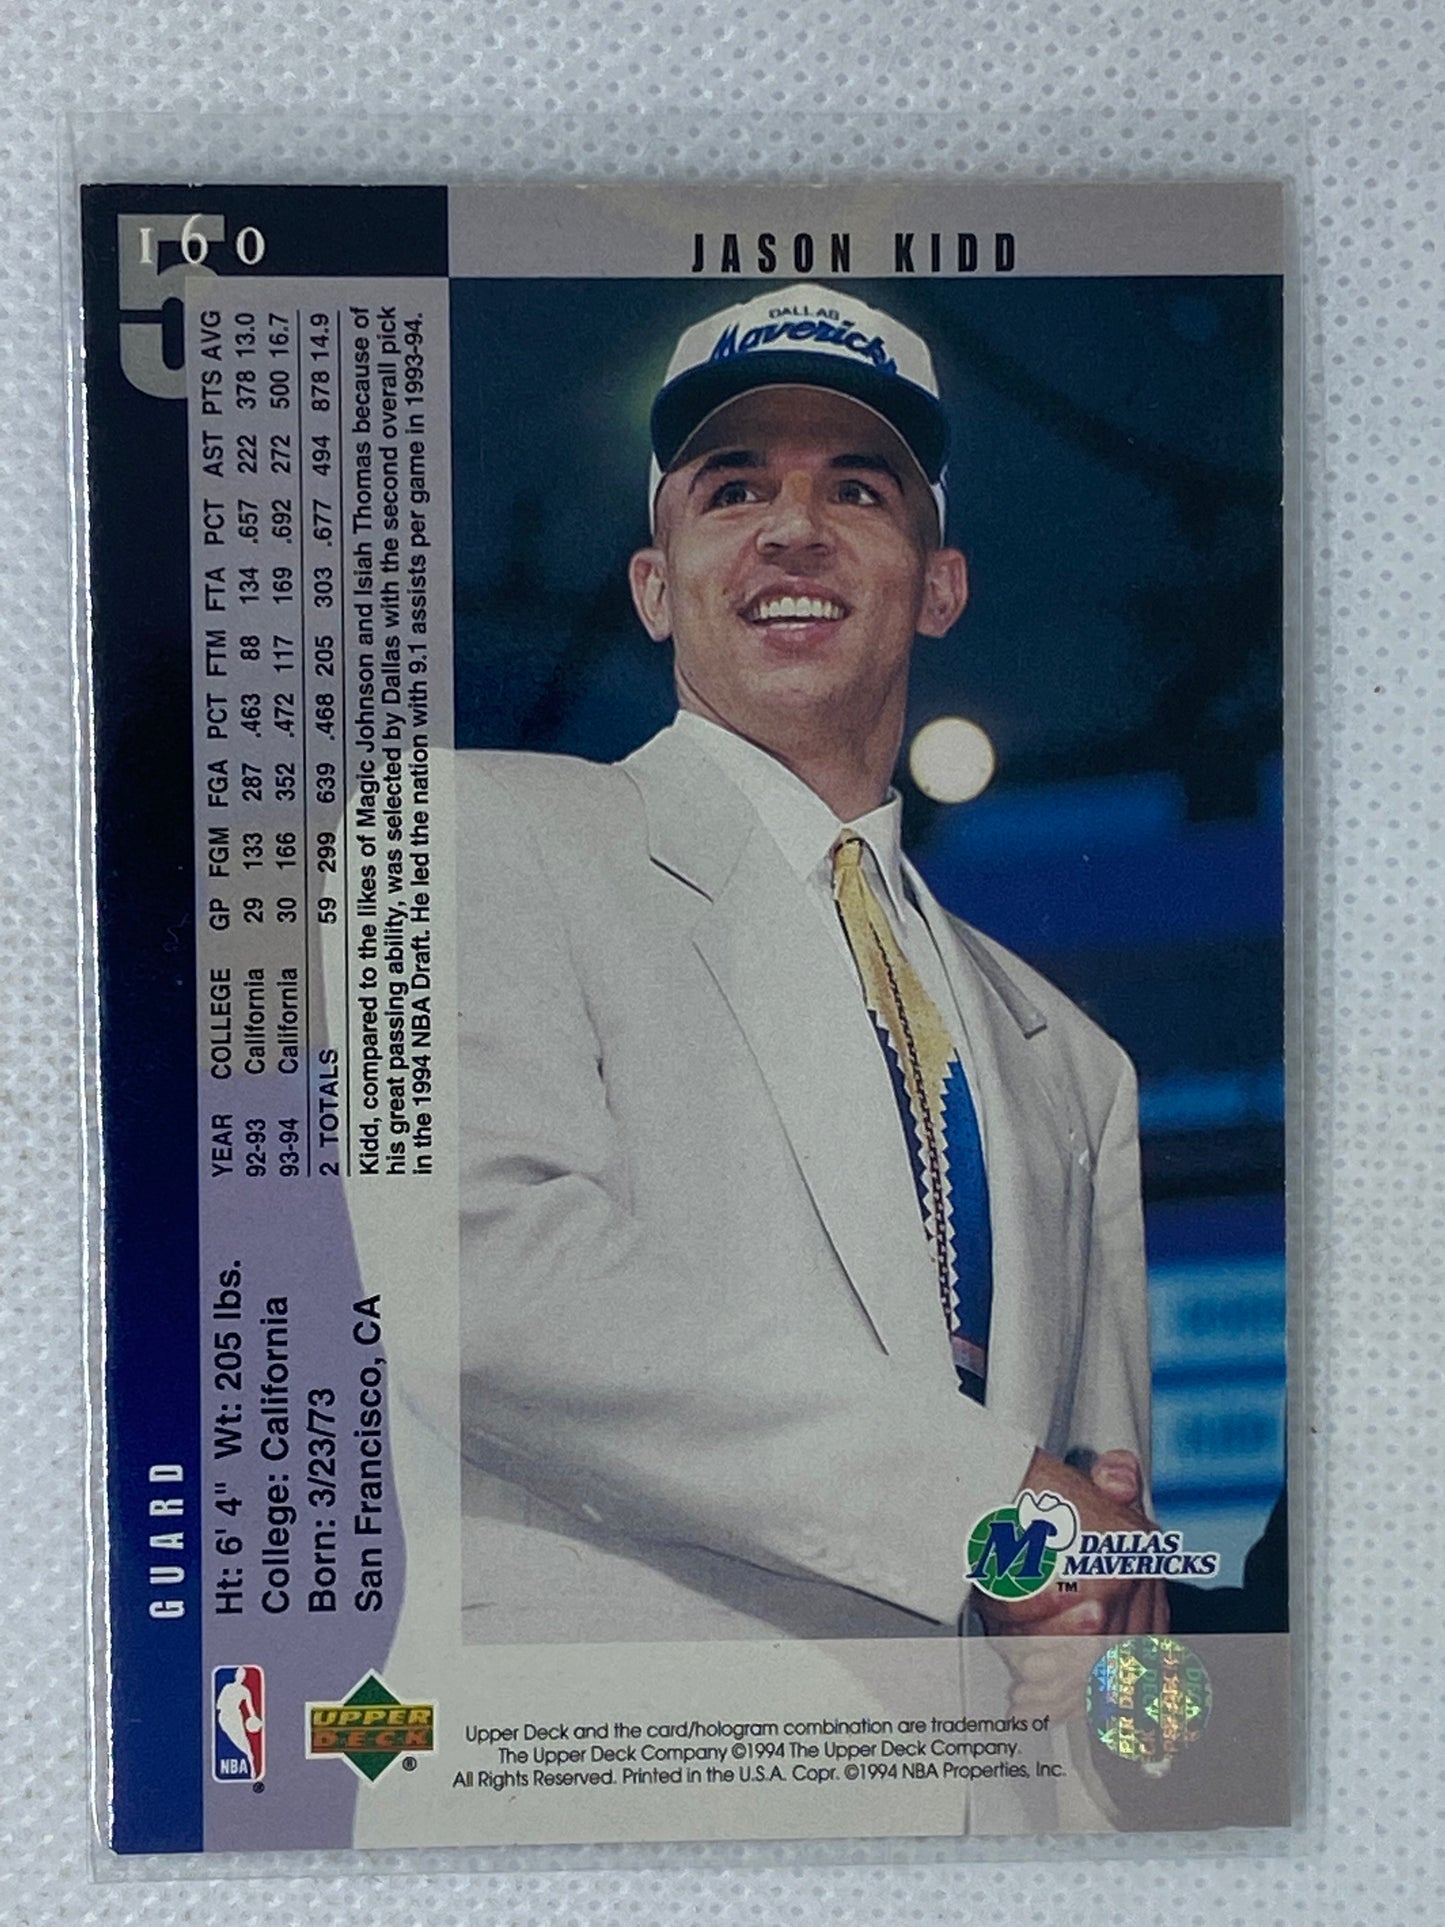 160
5
JASON KIDD
DALLAS
Mavericks
GUARD
Ht: 6' 4" Wt: 205 lbs.
College: California
Born: 3/23/73
San Francisco, CA
YEAR COLLEGE GP FGM FGA PCT FTM FTA PCT AST PTS AVG
92-93 California 29 133 287 .463 88 134 .657 222 378 13.0
93-94 California 30 166 352 .472 117 169 .692 272 500 16.7
2 TOTALS 59 299 639 .468 205 303 .677 494 878 14.9
Kidd, compared to the likes of Magic Johnson and Isiah Thomas because of
his great passing ability, was selected by Dallas with the second overall pick
in the 1994 NBA Draft. He led the nation with 9.1 assists per game in 1993-94.
M
DALLAS
MAVERICKS
TM
NBA
®
UPPER
DECK
®
Upper Deck and the card/hologram combination are trademarks of
The Upper Deck Company ©1994 The Upper Deck Company.
All Rights Reserved. Printed in the U.S.A. Copr. ©1994 NBA Properties, Inc.